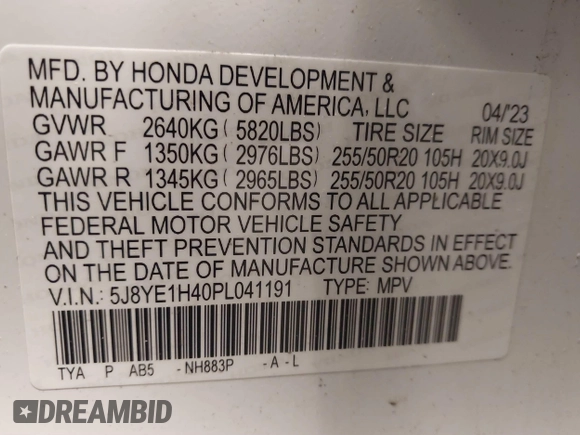 MFD. BY HONDA DEVELOPMENT &
MANUFACTURING OF AMERICA, LLC 04/'23
GVWR 2640KG ( 5820LBS) TIRE SIZE RIM SIZE
GAWR F 1350KG ( 2976LBS) 255/50R20 105H 20X9.0J
GAWR R 1345KG ( 2965LBS) 255/50R20 105H 20X9.0J
THIS VEHICLE CONFORMS TO ALL APPLICABLE
FEDERAL MOTOR VEHICLE SAFETY
AND THEFT PREVENTION STANDARDS IN EFFECT
ON THE DATE OF MANUFACTURE SHOWN ABOVE.
V.I.N.: 5J8YE1H40PL041191 TYPE: MPV
TYA P AB5 - NH883P - A - L
DREAMBID